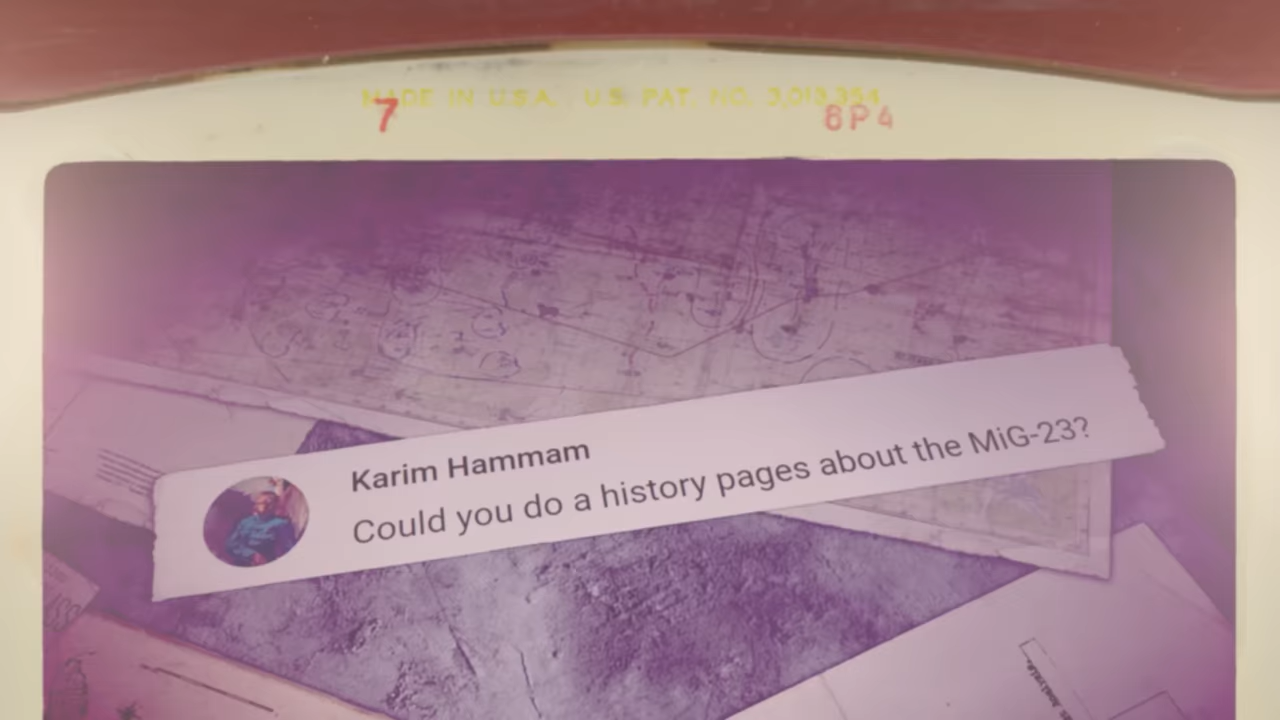 MADE IN U.S.A. U.S. PAT. NO. 3,013,354
7 8P4
Karim Hammam
Could you do a history pages about the MiG-23?